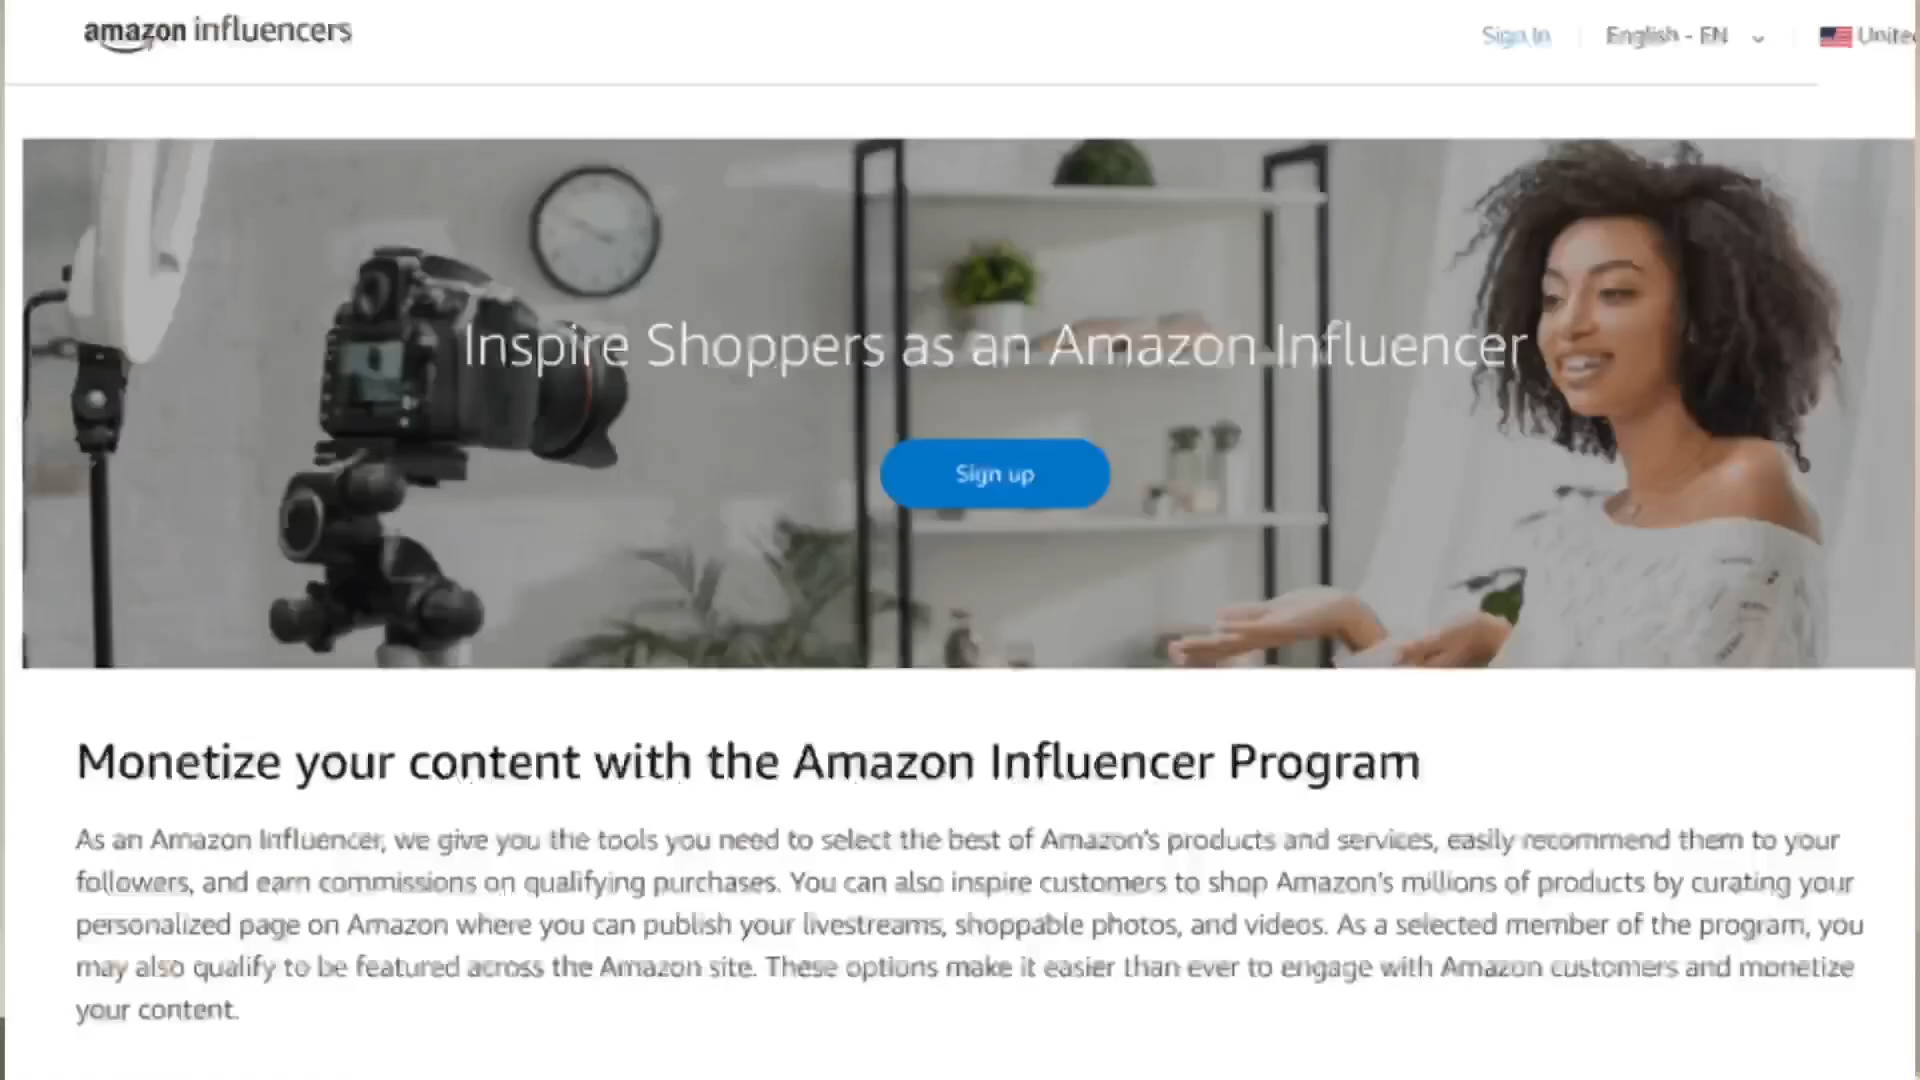 amazon influencers
Sign In
English - EN
United
Inspire Shoppers as an Amazon Influencer
Sign up
Monetize your content with the Amazon Influencer Program
As an Amazon Influencer, we give you the tools you need to select the best of Amazon's products and services, easily recommend them to your
followers, and earn commissions on qualifying purchases. You can also inspire customers to shop Amazon's millions of products by curating your
personalized page on Amazon where you can publish your livestreams, shoppable photos, and videos. As a selected member of the program, you
may also qualify to be featured across the Amazon site. These options make it easier than ever to engage with Amazon customers and monetize
your content.